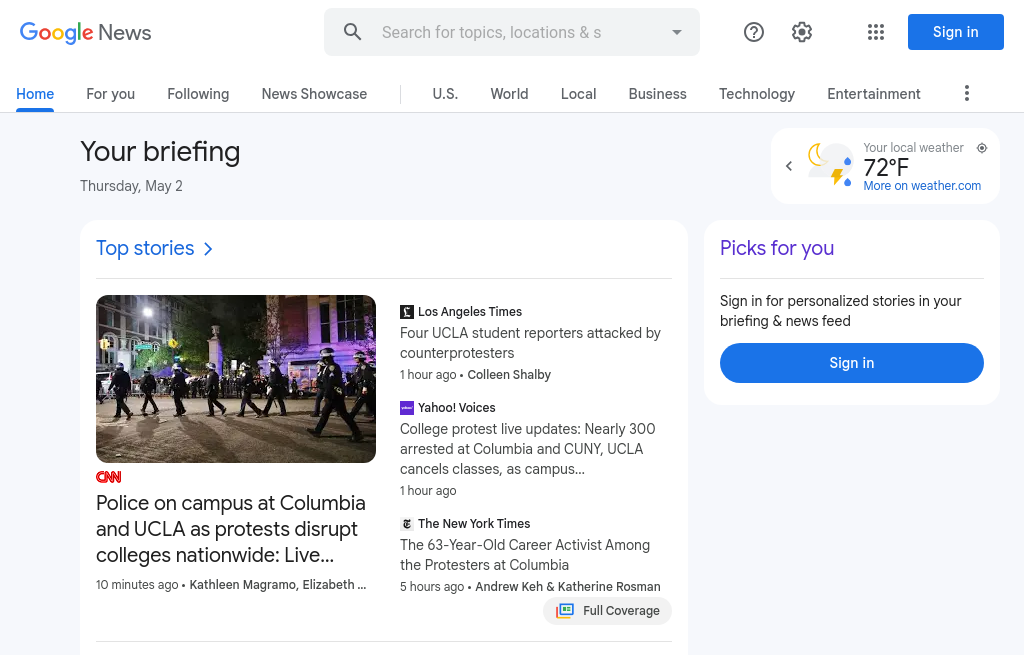 Google News
Search for topics, locations & s
Sign in
Home
For you
Following
News Showcase
U.S.
World
Local
Business
Technology
Entertainment
Your briefing
Thursday, May 2
Your local weather
72°F
More on weather.com
Top stories
CNN
Police on campus at Columbia
and UCLA as protests disrupt
colleges nationwide: Live...
10 minutes ago • Kathleen Magramo, Elizabeth ...
Los Angeles Times
Four UCLA student reporters attacked by
counterprotesters
1 hour ago • Colleen Shalby
Yahoo! Voices
College protest live updates: Nearly 300
arrested at Columbia and CUNY, UCLA
cancels classes, as campus...
1 hour ago
The New York Times
The 63-Year-Old Career Activist Among
the Protesters at Columbia
5 hours ago • Andrew Keh & Katherine Rosman
Full Coverage
Picks for you
Sign in for personalized stories in your
briefing & news feed
Sign in